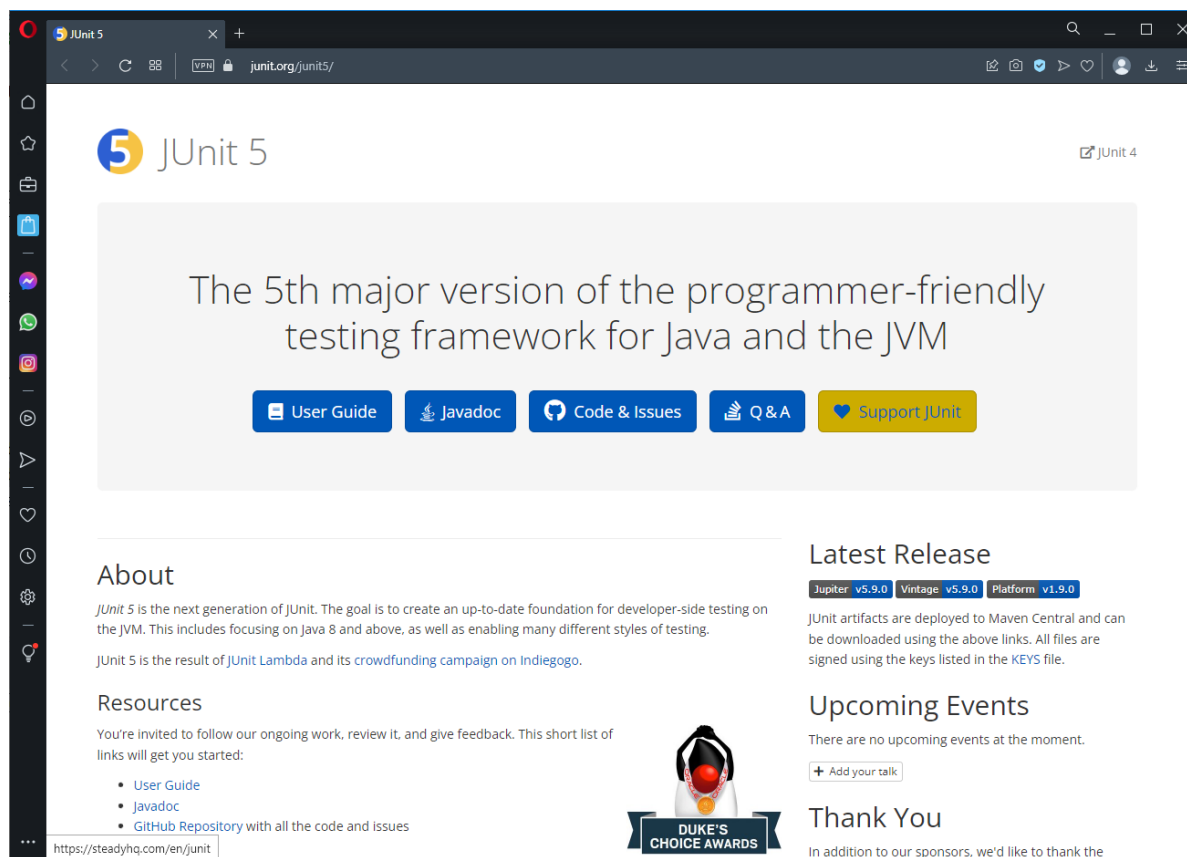 5 JUnit 5
VPN junit.org/junit5/
5 JUnit 5
JUnit 4
The 5th major version of the programmer-friendly
testing framework for Java and the JVM
User Guide
Javadoc
Code & Issues
Q & A
Support JUnit
About
JUnit 5 is the next generation of JUnit. The goal is to create an up-to-date foundation for developer-side testing on
the JVM. This includes focusing on Java 8 and above, as well as enabling many different styles of testing.
JUnit 5 is the result of JUnit Lambda and its crowdfunding campaign on Indiegogo.
Resources
You're invited to follow our ongoing work, review it, and give feedback. This short list of
links will get you started:
User Guide
Javadoc
GitHub Repository with all the code and issues
DUKE'S
CHOICE AWARDS
Latest Release
Jupiter v5.9.0 Vintage v5.9.0 Platform v1.9.0
JUnit artifacts are deployed to Maven Central and can
be downloaded using the above links. All files are
signed using the keys listed in the KEYS file.
Upcoming Events
There are no upcoming events at the moment.
+ Add your talk
Thank You
In addition to our sponsors, we'd like to thank the
https://steadyhq.com/en/junit